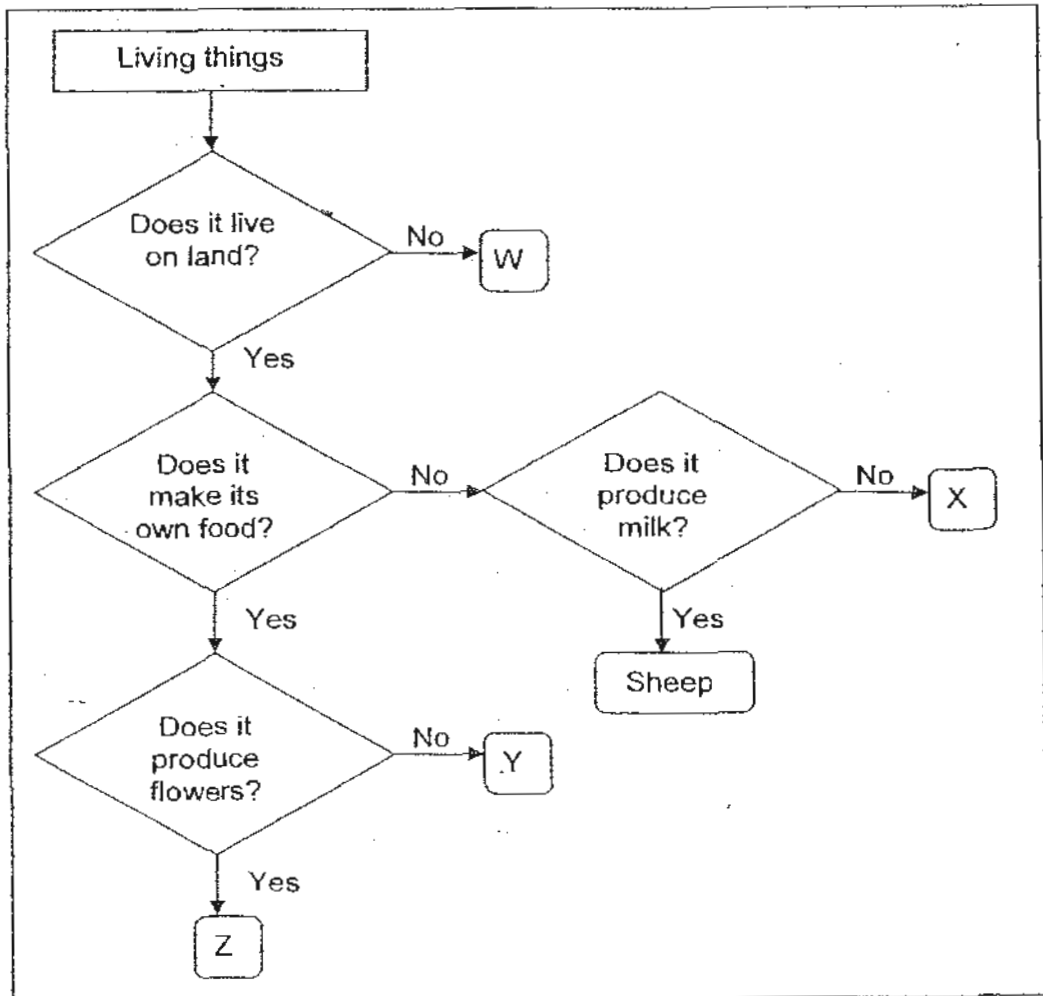 Living things
Does it live
on land?
No
W
Yes
Does it
make its
own food?
No
Does it
produce
milk?
No
X
Yes
Yes
Sheep
Does it
produce
flowers?
No
Y
Yes
Z